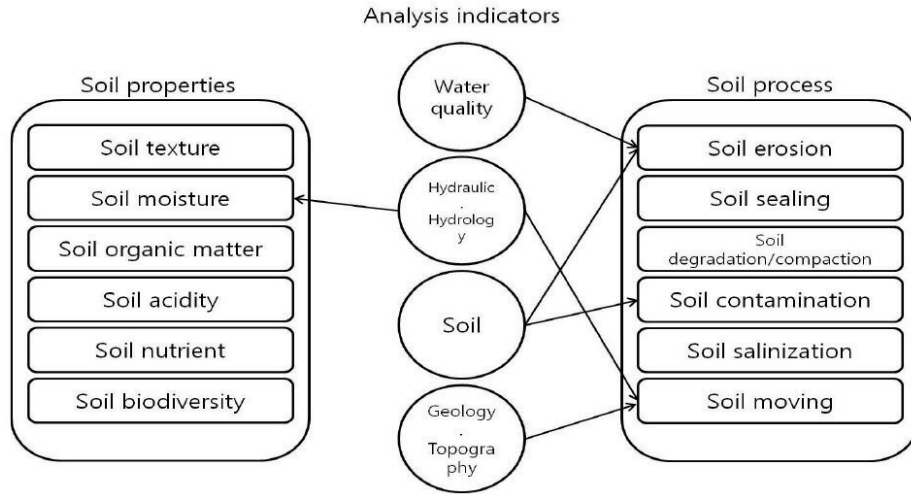 Analysis indicators
Soil properties
Soil texture
Soil moisture
Soil organic matter
Soil acidity
Soil nutrient
Soil biodiversity
Water
quality
Hydraulic
.
Hydrolog
y
Soil
Geology
.
Topogra
phy
Soil process
Soil erosion
Soil sealing
Soil
degradation/compaction
Soil contamination
Soil salinization
Soil moving